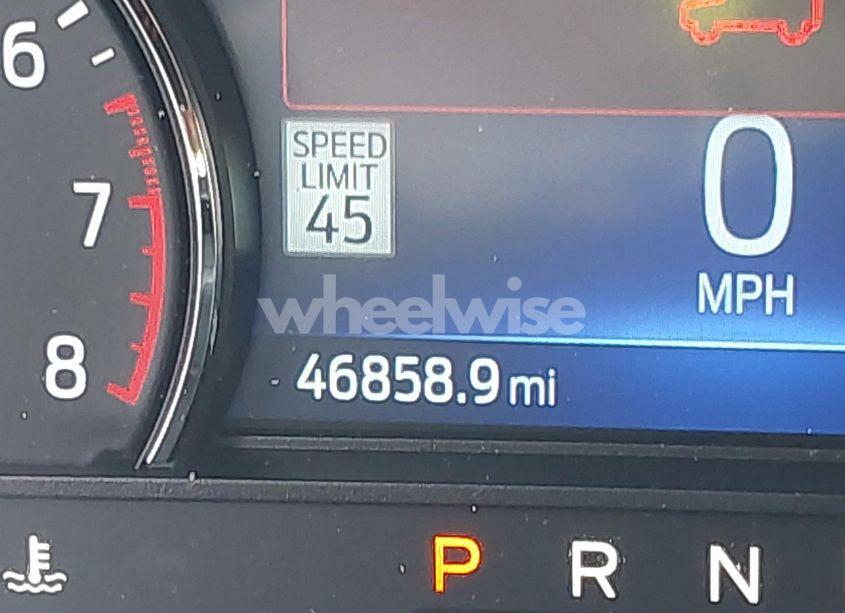 6
7
8
SPEED
LIMIT
45
0
MPH
wheelwise
46858.9 mi
P R N